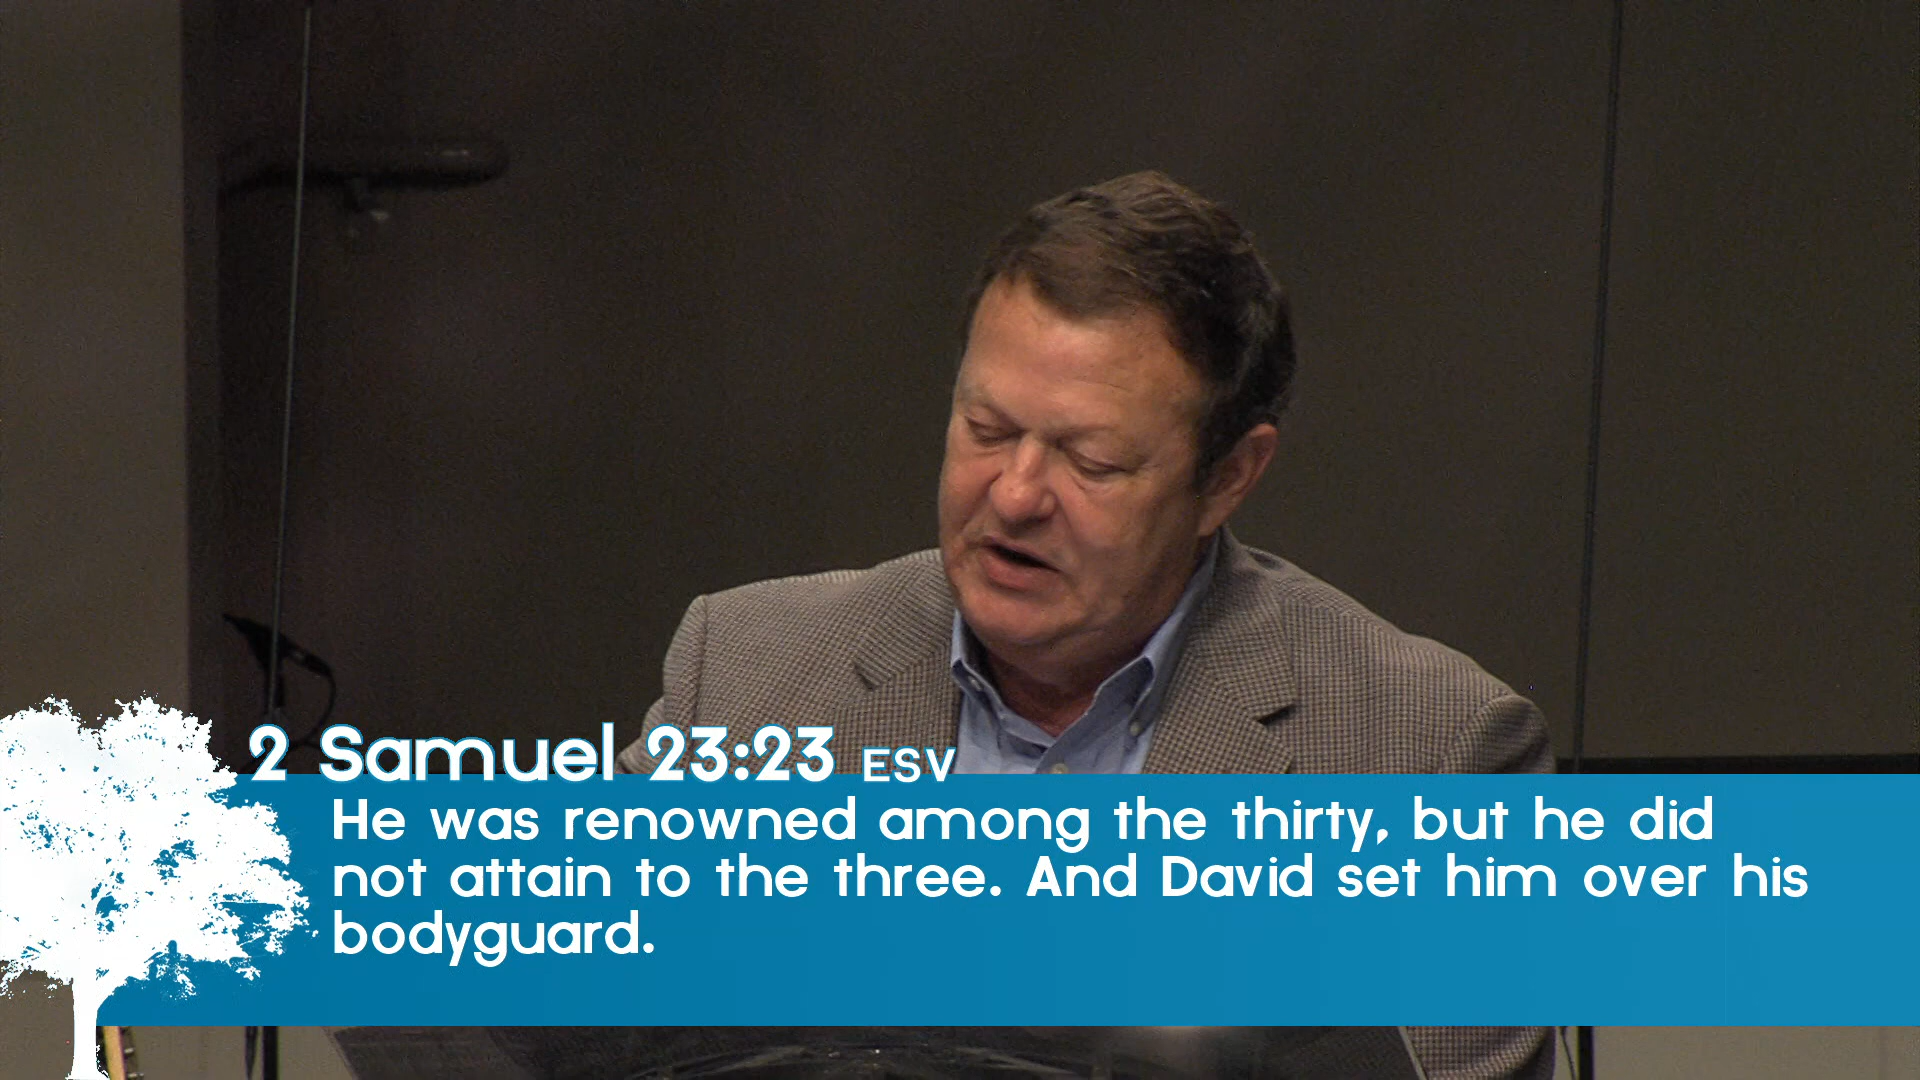 2 Samuel 23:23 ESV
He was renowned among the thirty, but he did
not attain to the three. And David set him over his
bodyguard.